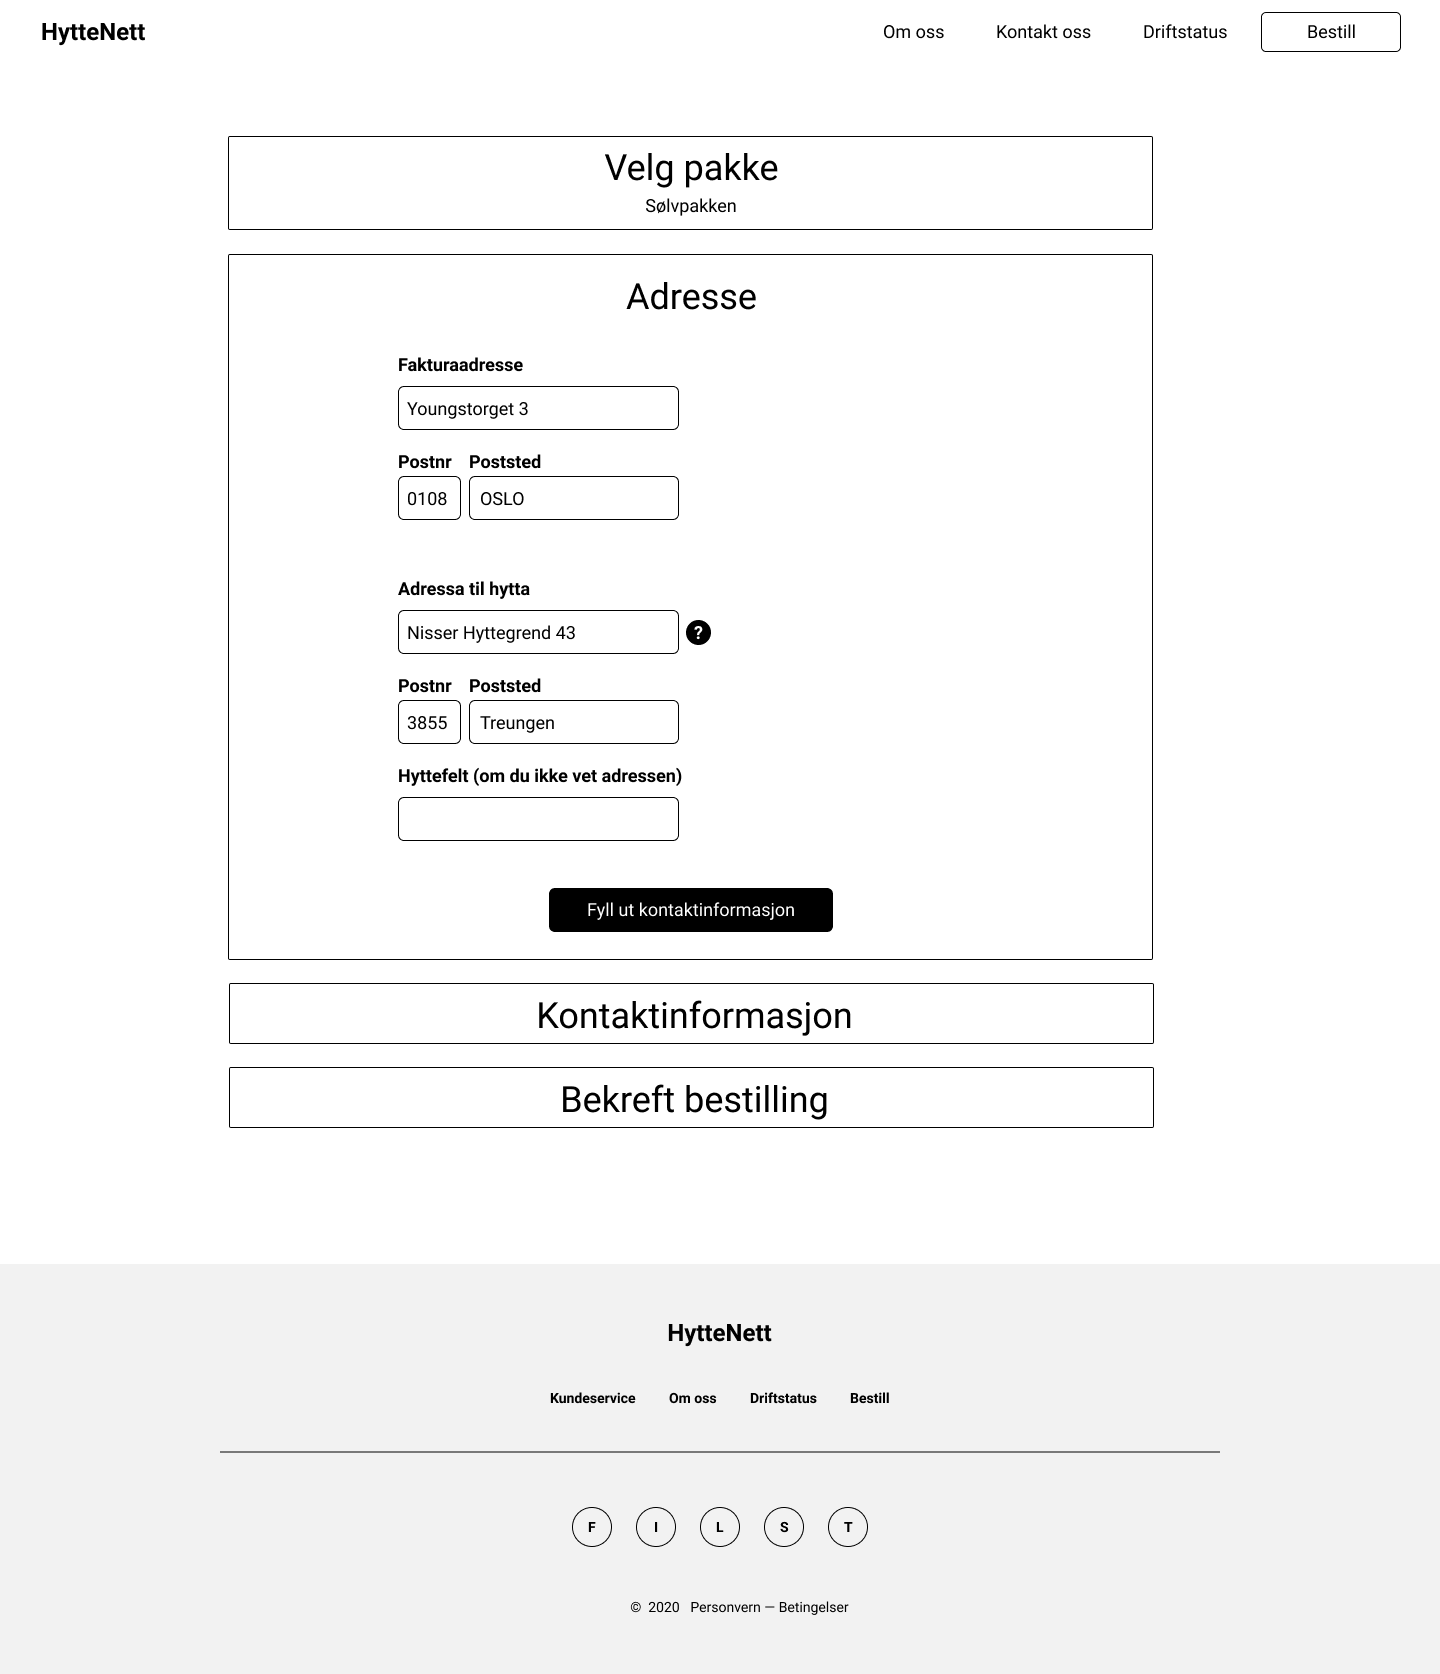 HytteNett Om oss Kontakt oss Driftstatus Bestill
Velg pakke
Sølvpakken
Adresse
Fakturaadresse
Youngstorget 3
Postnr Poststed
0108 OSLO
Adressa til hytta
Nisser Hyttegrend 43 ?
Postnr Poststed
3855 Treungen
Hyttefelt (om du ikke vet adressen)
Fyll ut kontaktinformasjon
Kontaktinformasjon
Bekreft bestilling
HytteNett
Kundeservice Om oss Driftstatus Bestill
F I L S T
© 2020 Personvern — Betingelser